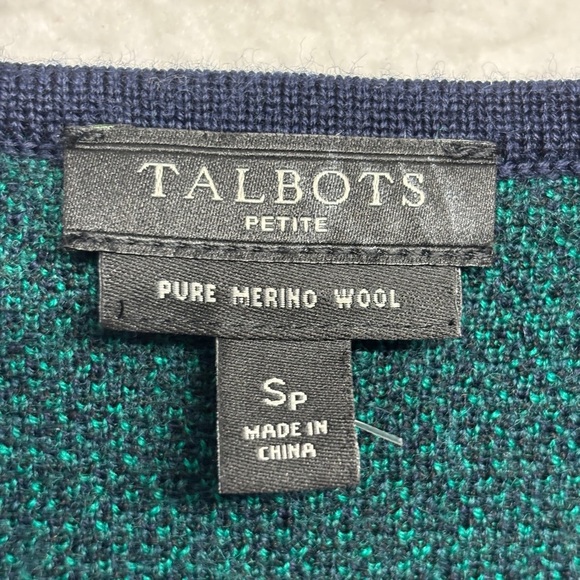 TALBOTS
PETITE
PURE MERINO WOOL
SP
MADE IN
CHINA